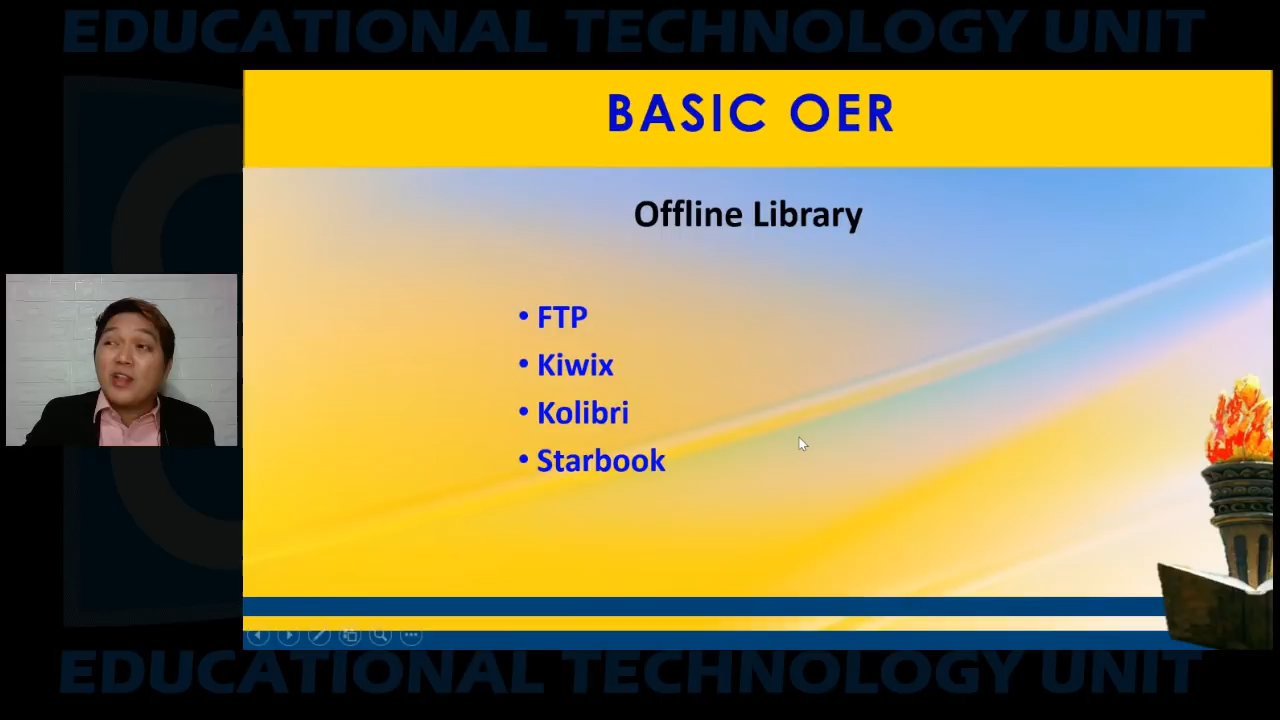 EDUCATIONAL TECHNOLOGY UNIT
BASIC OER
Offline Library
• FTP
• Kiwix
• Kolibri
• Starbook
EDUCATIONAL TECHNOLOGY UNIT